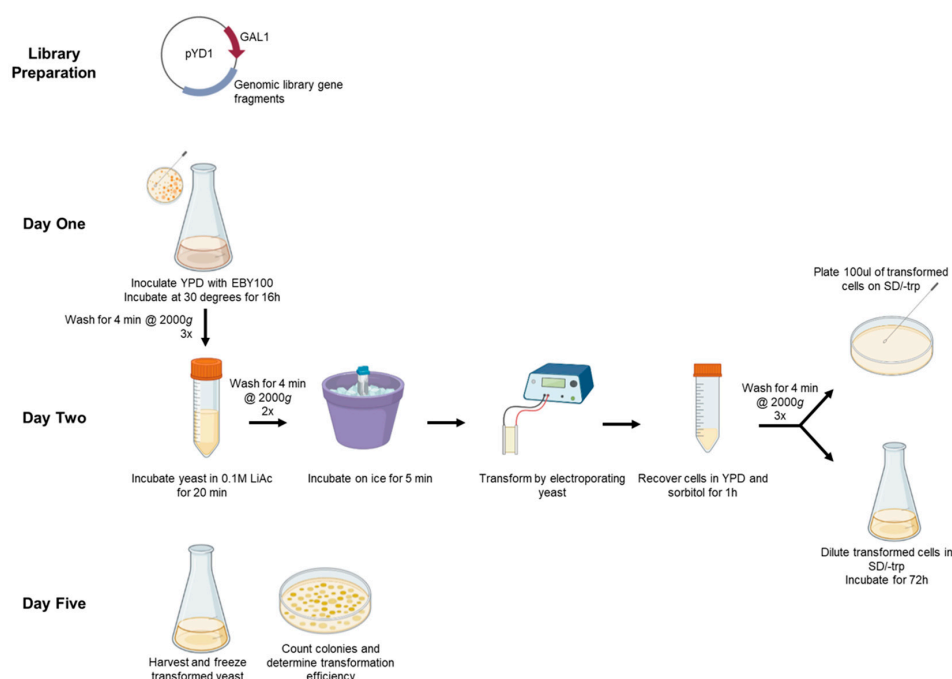 Library
Preparation
pYD1
GAL1
Genomic library gene
fragments
Day One
Inoculate YPD with EBY100
Incubate at 30 degrees for 16h
Wash for 4 min @ 2000g
3x
Day Two
Incubate yeast in 0.1M LiAc
for 20 min
Wash for 4 min
@ 2000g
2x
Incubate on ice for 5 min
Transform by electroporating
yeast
Recover cells in YPD and
sorbitol for 1h
Wash for 4 min
@ 2000g
3x
Plate 100ul of transformed
cells on SD/-trp
Dilute transformed cells in
SD/-trp
Incubate for 72h
Day Five
Harvest and freeze
transformed yeast
Count colonies and
determine transformation
efficiency